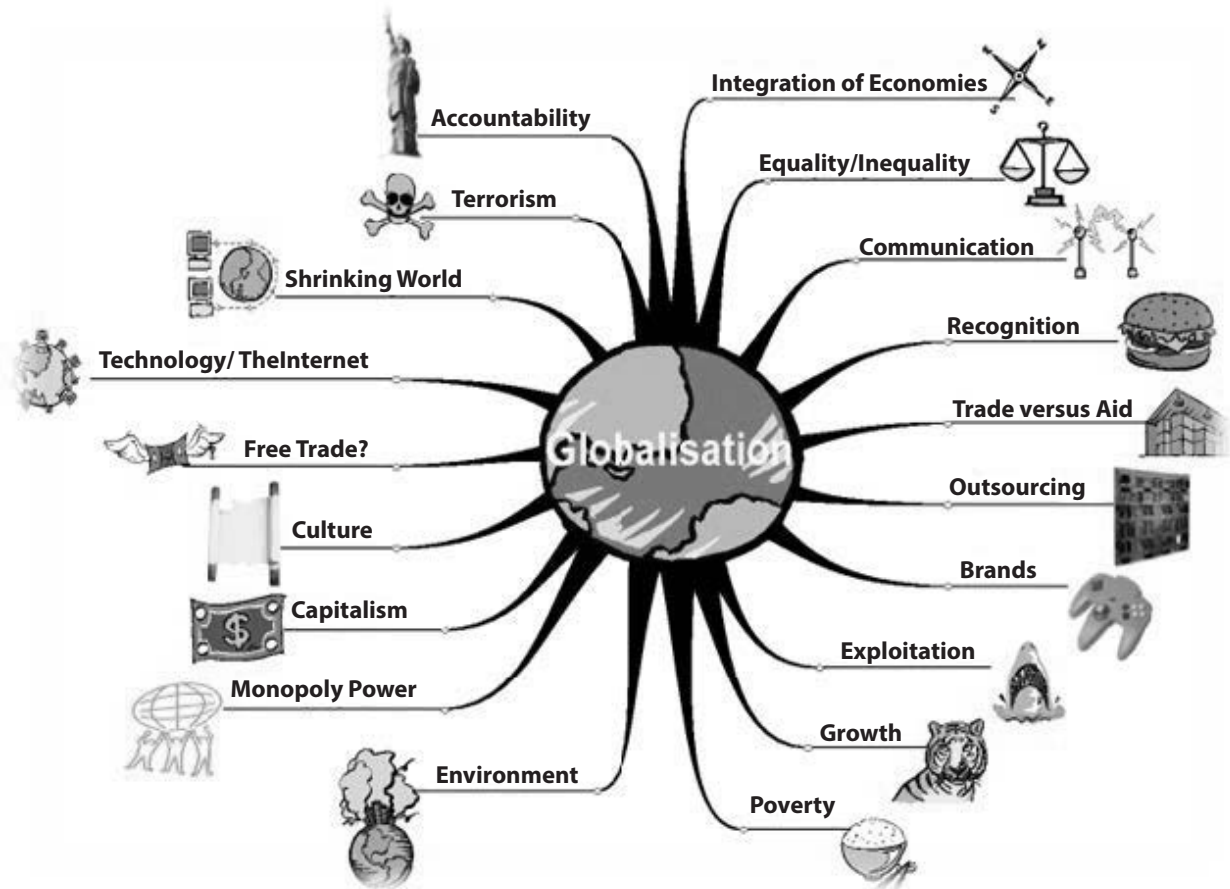 Integration of Economies
Accountability
Equality/Inequality
Terrorism
Communication
Shrinking World
Recognition
Technology/ TheInternet
Trade versus Aid
Free Trade?
Globalisation
Outsourcing
Culture
Brands
Capitalism
Exploitation
Monopoly Power
Growth
Environment
Poverty
$